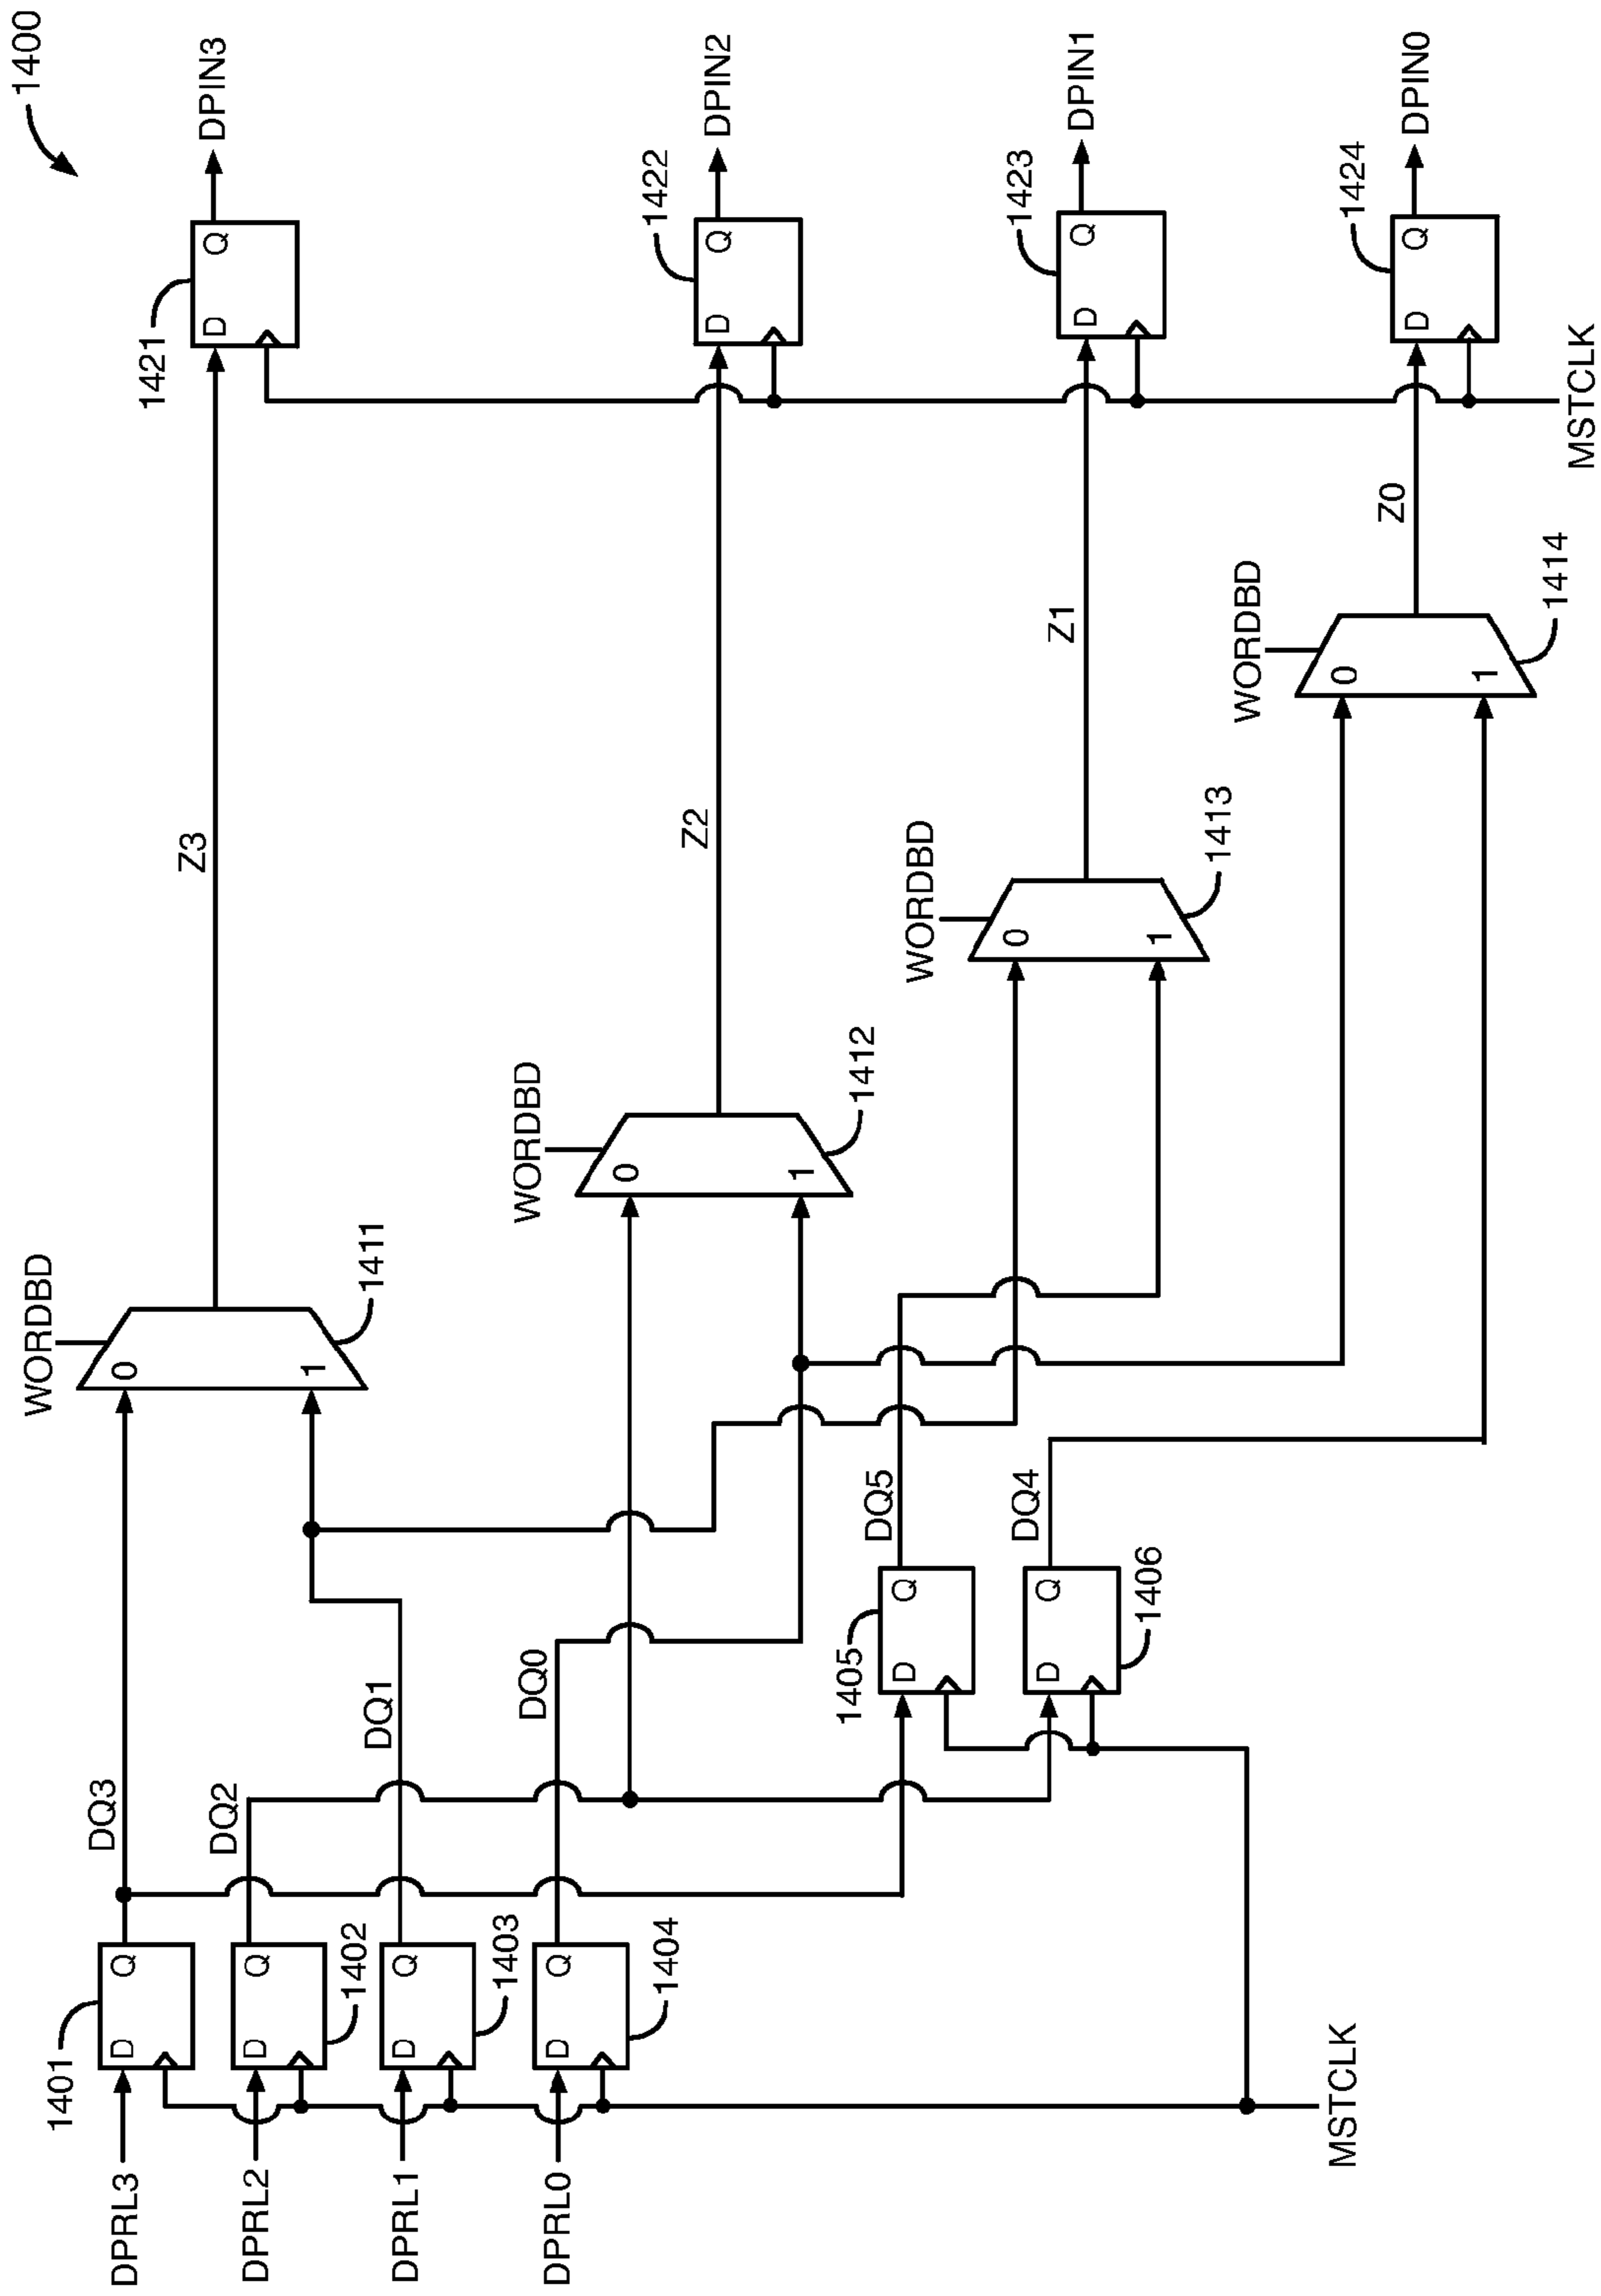 1400
DPRL3
D
Q
1401
DPRL2
D
Q
1402
DPRL1
D
Q
1403
DPRL0
D
Q
1404
MSTCLK
DQ3
DQ2
DQ1
DQ0
D
Q
1405
D
Q
1406
DQ5
DQ4
WORDBD
0
1
1411
WORDBD
0
1
1412
WORDBD
0
1
1413
WORDBD
0
1
1414
Z3
Z2
Z1
Z0
D
Q
1421
DPIN3
D
Q
1422
DPIN2
D
Q
1423
DPIN1
D
Q
1424
DPIN0
MSTCLK